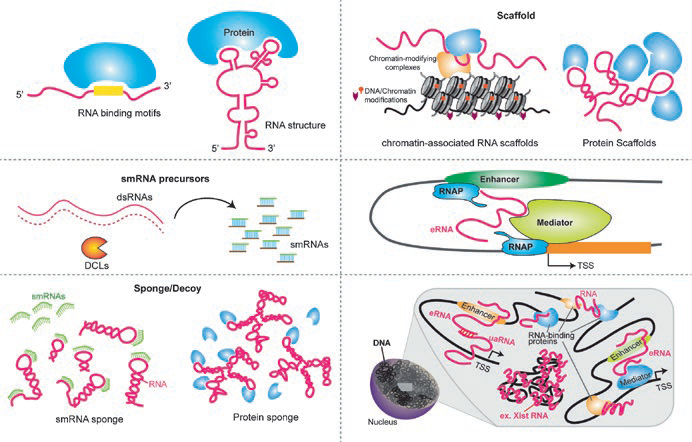 Protein
5'
3'
RNA binding motifs
RNA structure
5'
3'
Scaffold
Chromatin-modifying
complexes
DNA/Chromatin
modifications
chromatin-associated RNA scaffolds
Protein Scaffolds
smRNA precursors
dsRNAs
DCLs
smRNAs
Enhancer
RNAP
eRNA
Mediator
RNAP
TSS
Sponge/Decoy
smRNAs
RNA
smRNA sponge
Protein sponge
DNA
Nucleus
eRNA
Enhancer
uaRNA
TSS
RNA
RNA-binding
proteins
ex. Xist RNA
Enhancer
eRNA
Mediator
TSS